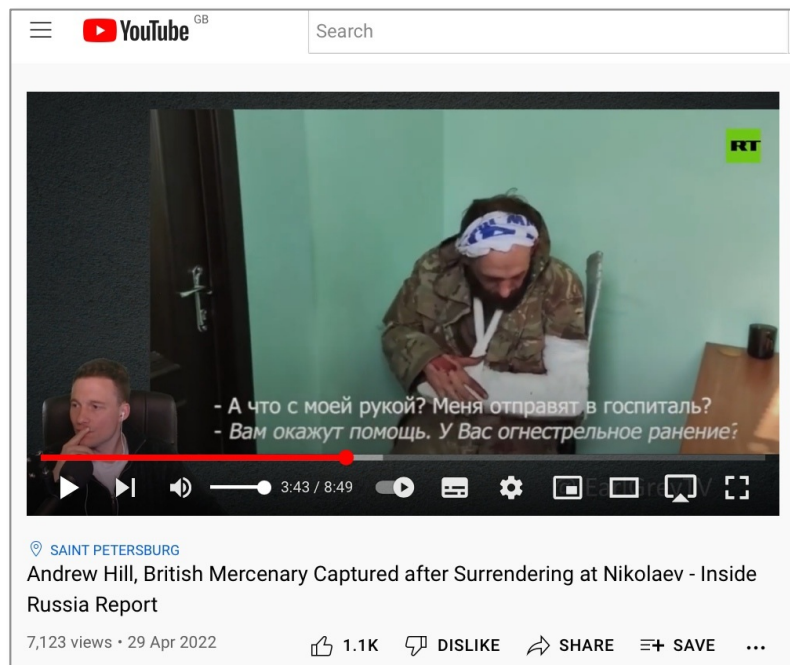 YouTube GB
Search
RT
- А что с моей рукой? Меня отправят в госпиталь?
- Вам окажут помощь. У Вас огнестрельное ранение?
3:43 / 8:49
EarlGreyTV
SAINT PETERSBURG
Andrew Hill, British Mercenary Captured after Surrendering at Nikolaev - Inside
Russia Report
7,123 views • 29 Apr 2022
1.1K
DISLIKE
SHARE
SAVE